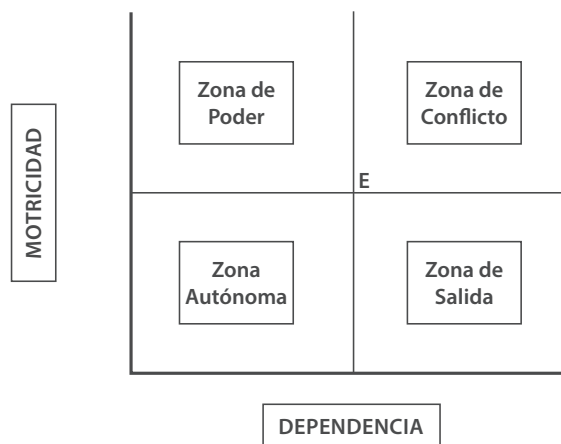 Zona de
Poder
Zona de
Conflicto
MOTRICIDAD
E
Zona
Autónoma
Zona de
Salida
DEPENDENCIA